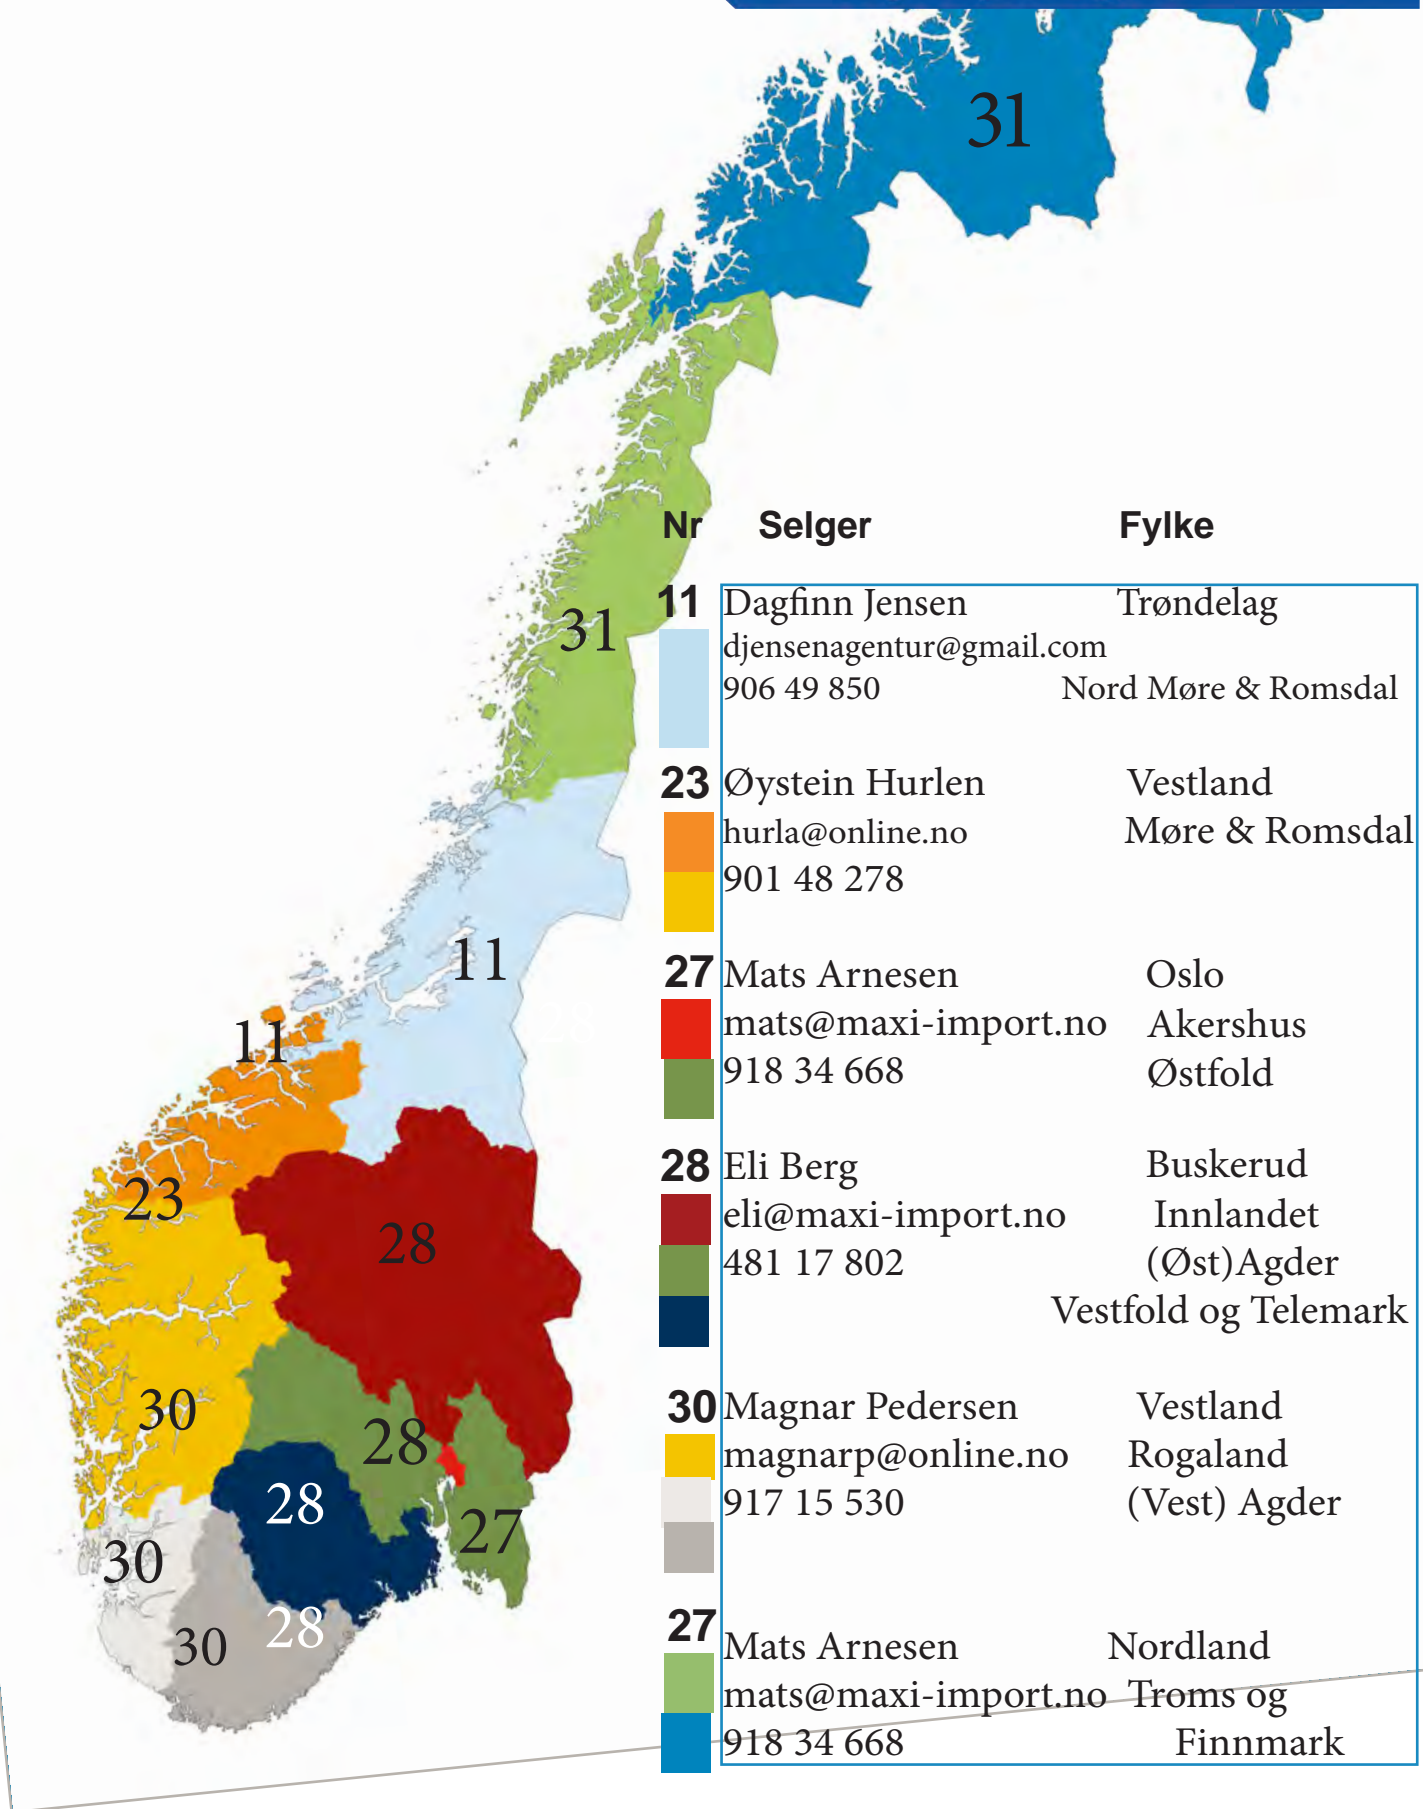 31
31
11
11
23
28
30
28
28
27
30
30
28
Nr Selger Fylke
11 Dagfinn Jensen Trøndelag
djensenagentur@gmail.com
906 49 850 Nord Møre & Romsdal
23 Øystein Hurlen Vestland
hurla@online.no Møre & Romsdal
901 48 278
27 Mats Arnesen Oslo
mats@maxi-import.no Akershus
918 34 668 Østfold
28 Eli Berg Buskerud
eli@maxi-import.no Innlandet
481 17 802 (Øst)Agder
Vestfold og Telemark
30 Magnar Pedersen Vestland
magnarp@online.no Rogaland
917 15 530 (Vest) Agder
27 Mats Arnesen Nordland
mats@maxi-import.no Troms og
918 34 668 Finnmark